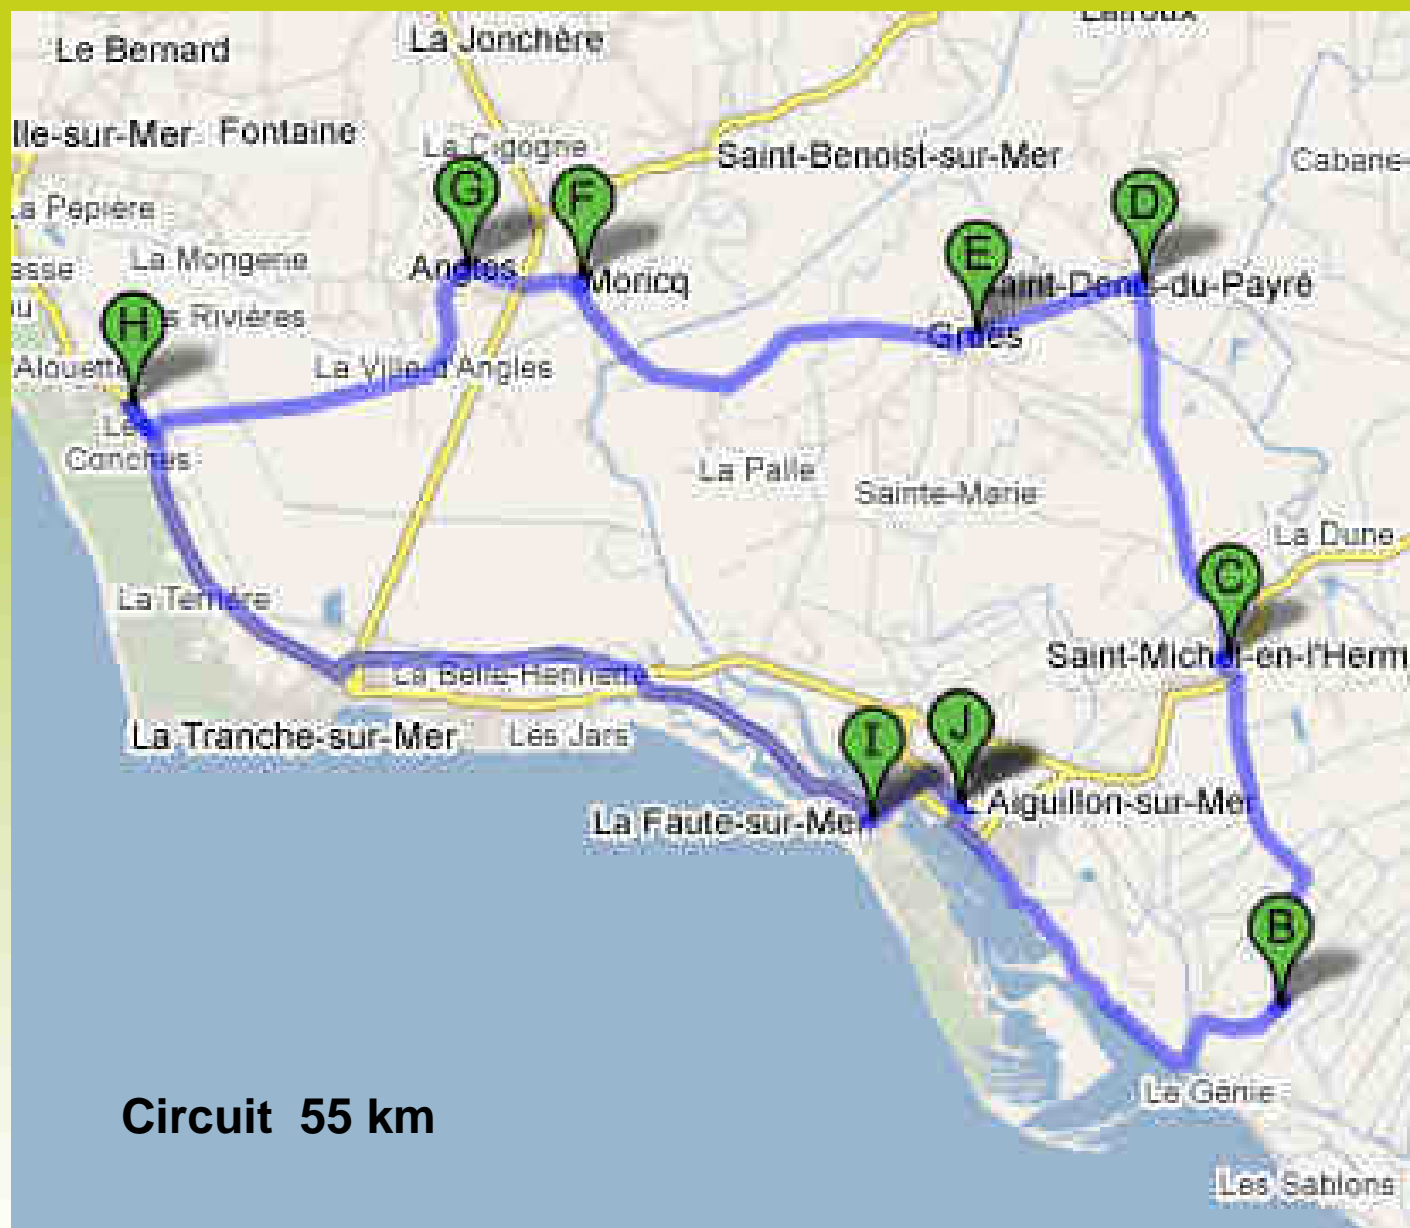 La Jonchère
Le Bernard
lle-sur-Mer
Fontaine
La Cigogne
Saint-Benoist-sur-Mer
Cabane-
G
F
D
a Pépière
E
La Mongerie
Angles
Moricq
Saint-Denis-du-Payré
H
s Rivières
Grues
'Alouette
La Ville-d'Angles
Les
Conches
La Palle
Sainte-Marie
La Dune
C
La Terrière
Saint-Michel-en-l'Herm
La Belle-Henriette
La Tranche-sur-Mer
Les Jars
I
J
L'Aiguillon-sur-Mer
La Faute-sur-Mer
B
La Génie
Circuit 55 km
Les Sablons